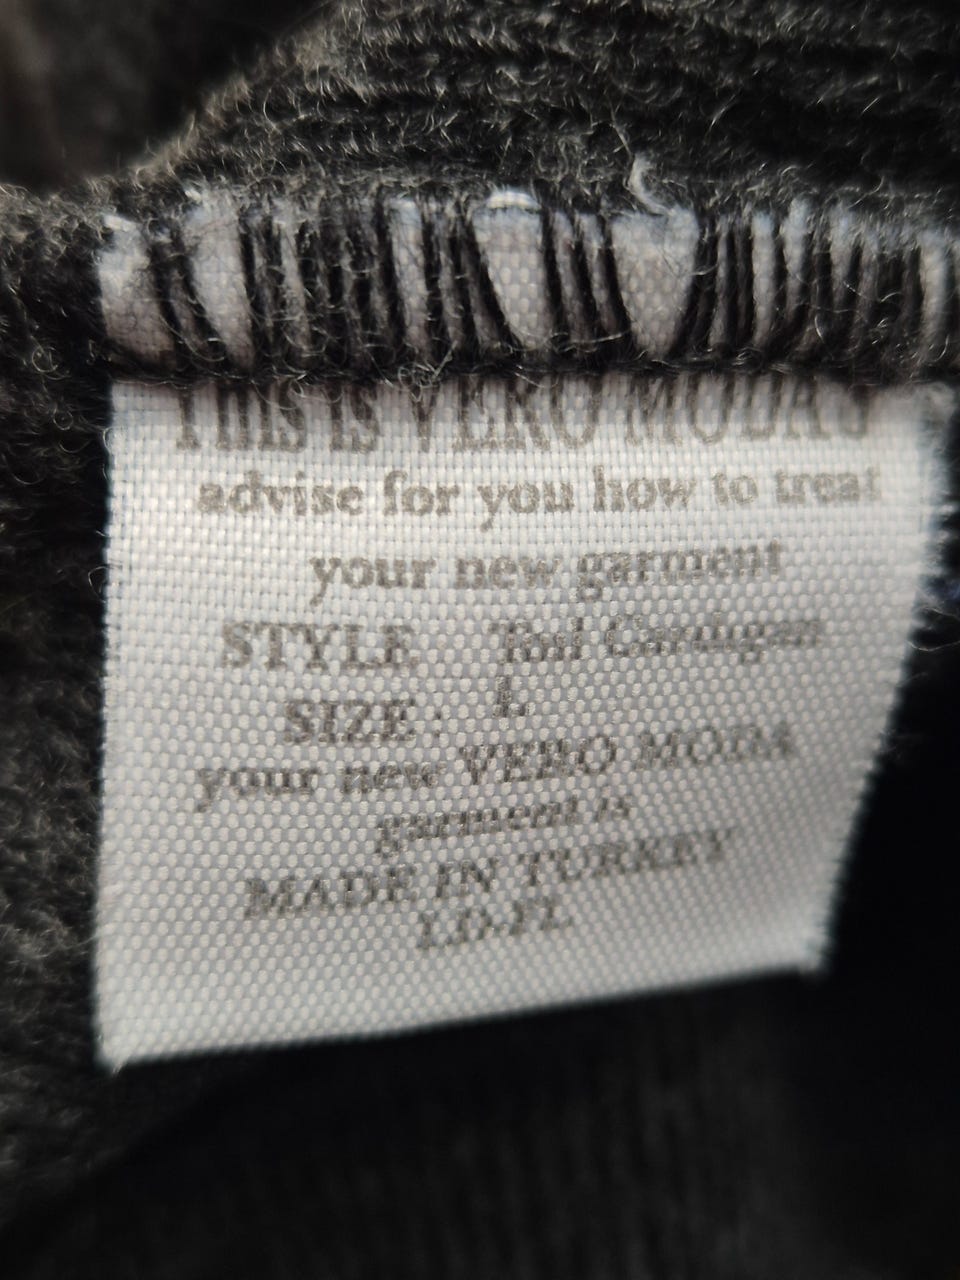 THIS IS VERO MODA'S
advise for you how to treat
your new garment
STYLE Cardigan
SIZE : L
your new VERO MODA
garment is
MADE IN TURKEY